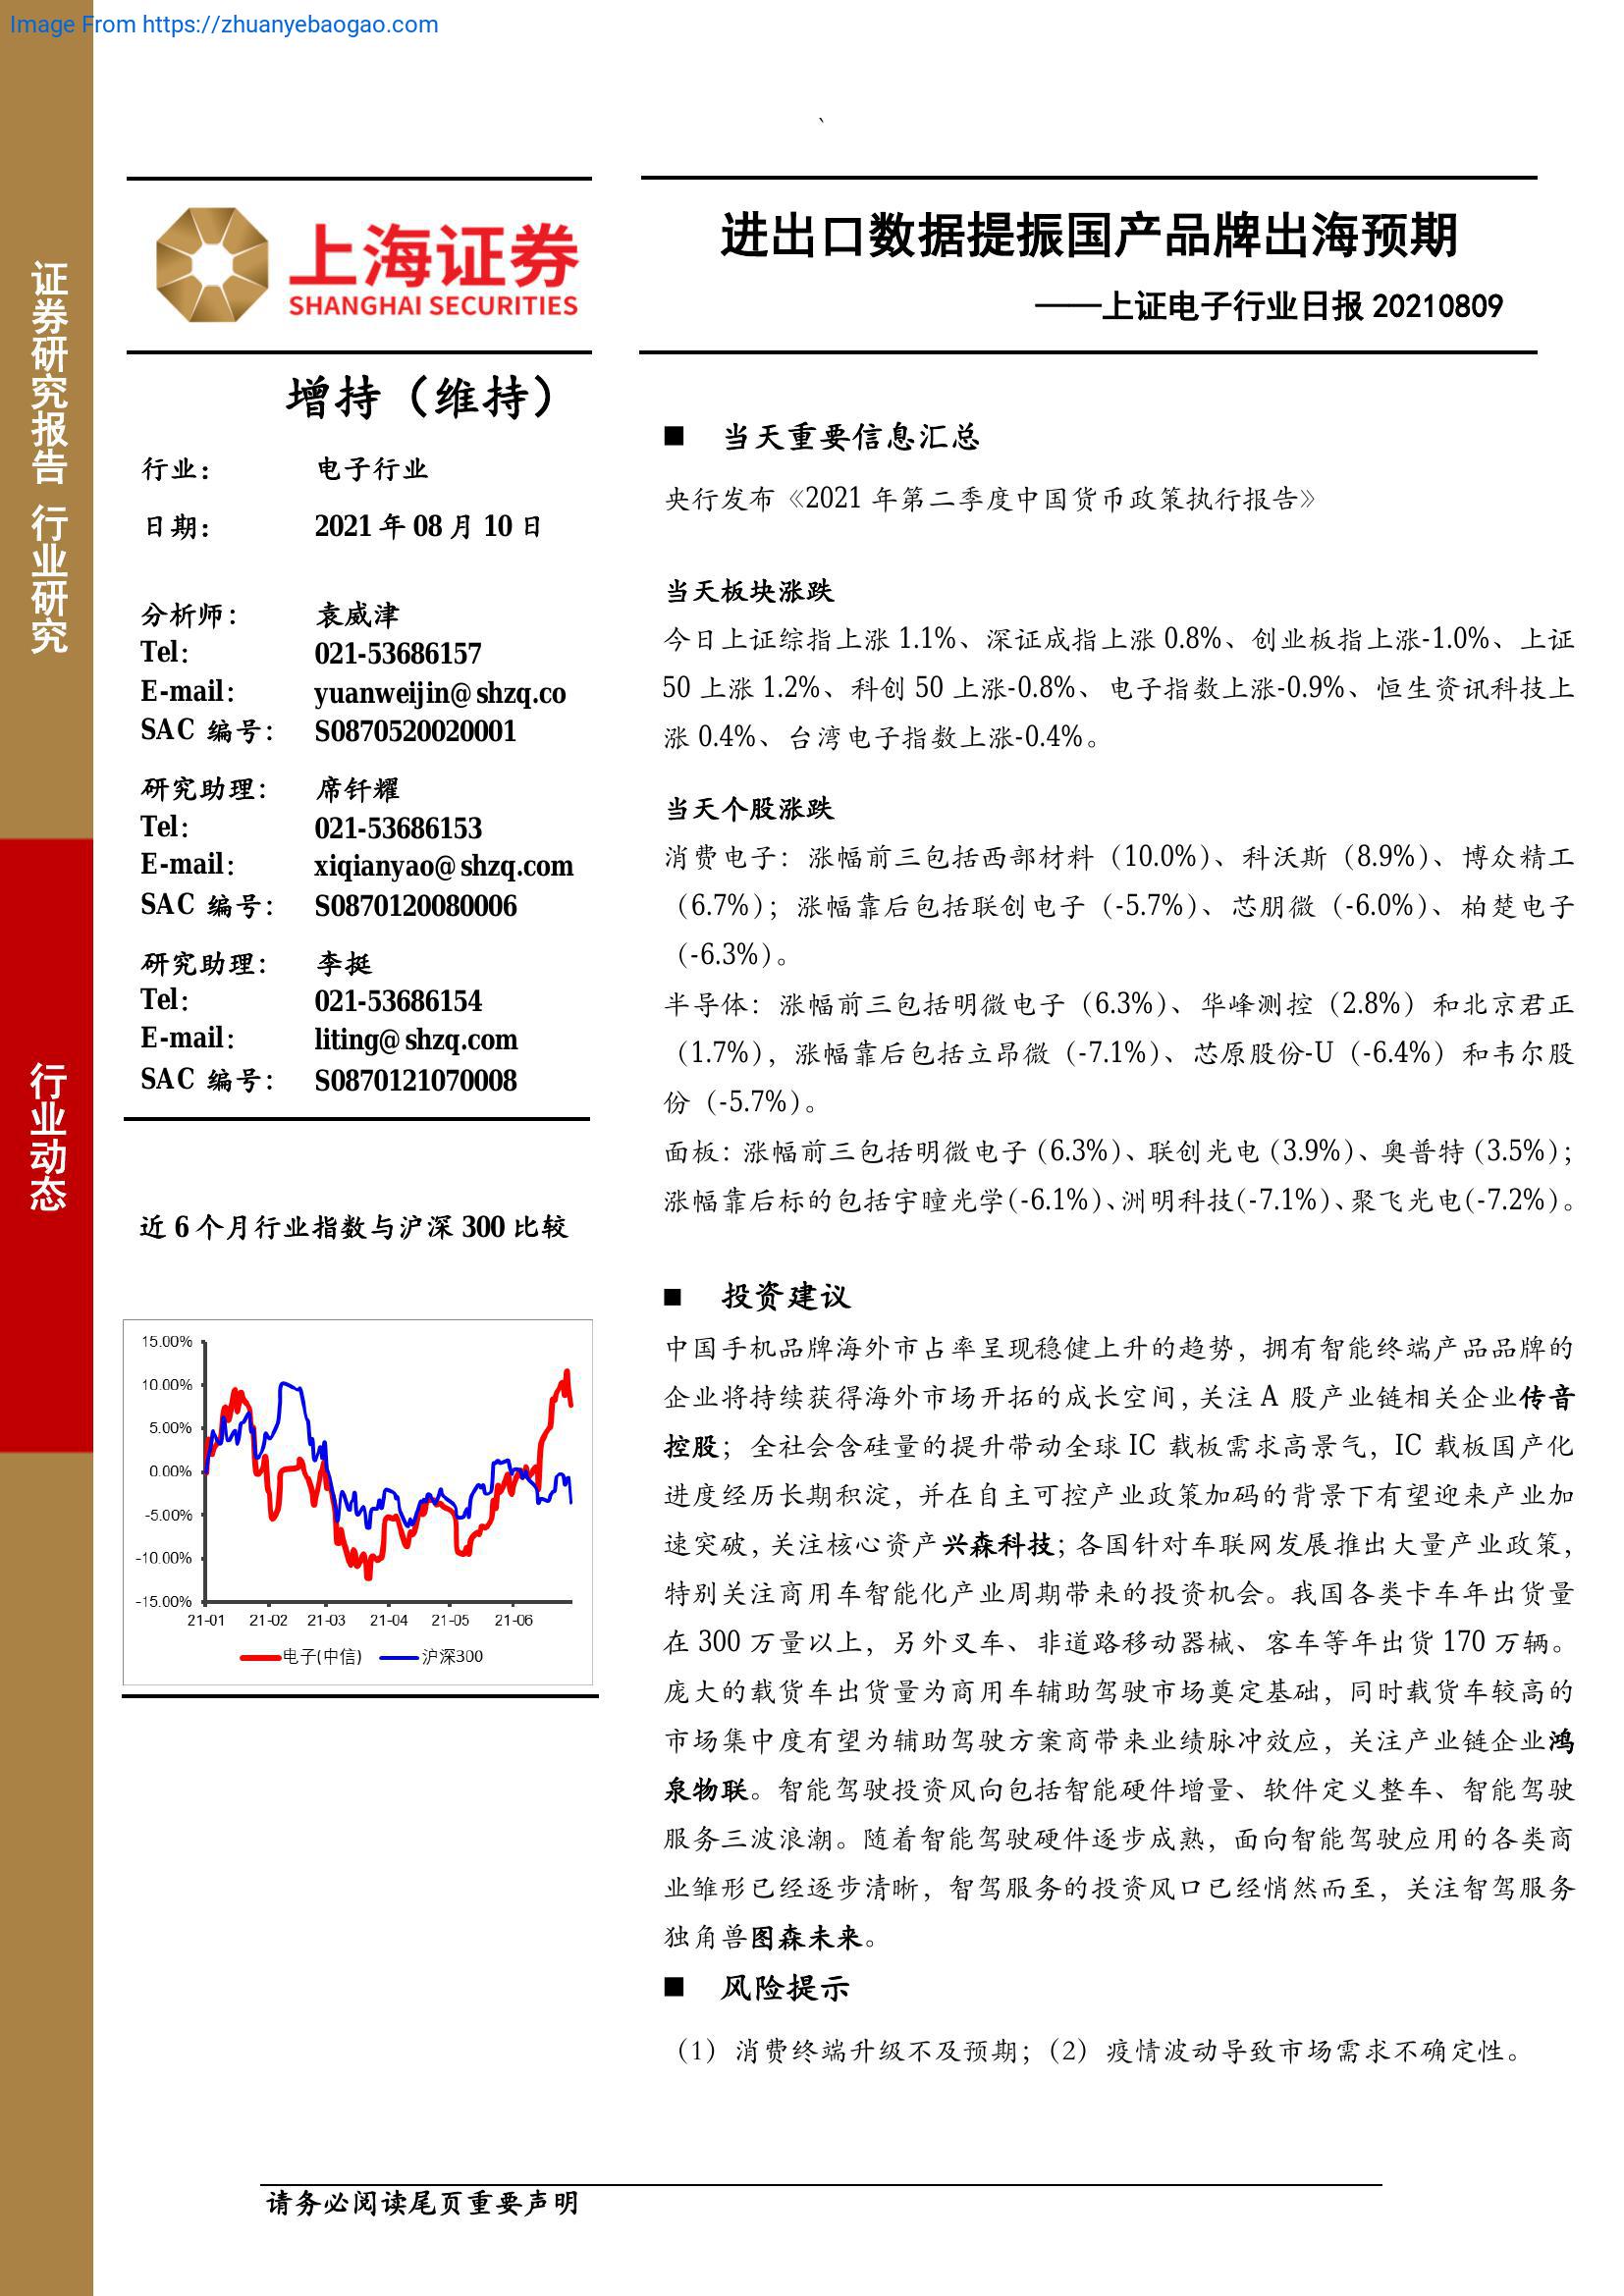 Image From https://zhuanyebaogao.com
、
证券研究报告 行业研究
行业动态
上海证券
SHANGHAI SECURITIES
进出口数据提振国产品牌出海预期
——上证电子行业日报 20210809
增持（维持）
行业： 电子行业
日期： 2021 年 08 月 10 日
分析师： 袁威津
Tel： 021-53686157
E-mail： yuanweijin@shzq.co
SAC 编号： S0870520020001
研究助理： 席钎耀
Tel： 021-53686153
E-mail： xiqianyao@shzq.com
SAC 编号： S0870120080006
研究助理： 李挺
Tel： 021-53686154
E-mail： liting@shzq.com
SAC 编号： S0870121070008
近 6 个月行业指数与沪深 300 比较
15.00%
10.00%
5.00%
0.00%
-5.00%
-10.00%
-15.00%
21-01 21-02 21-03 21-04 21-05 21-06
电子(中信) 沪深300
■ 当天重要信息汇总
央行发布《2021 年第二季度中国货币政策执行报告》
当天板块涨跌
今日上证综指上涨 1.1%、深证成指上涨 0.8%、创业板指上涨-1.0%、上证
50 上涨 1.2%、科创 50 上涨-0.8%、电子指数上涨-0.9%、恒生资讯科技上
涨 0.4%、台湾电子指数上涨-0.4%。
当天个股涨跌
消费电子：涨幅前三包括西部材料（10.0%）、科沃斯（8.9%）、博众精工
（6.7%）；涨幅靠后包括联创电子（-5.7%）、芯朋微（-6.0%）、柏楚电子
（-6.3%）。
半导体：涨幅前三包括明微电子（6.3%）、华峰测控（2.8%）和北京君正
（1.7%），涨幅靠后包括立昂微（-7.1%）、芯原股份-U（-6.4%）和韦尔股
份（-5.7%）。
面板：涨幅前三包括明微电子（6.3%）、联创光电（3.9%）、奥普特（3.5%）；
涨幅靠后标的包括宇瞳光学（-6.1%）、洲明科技（-7.1%）、聚飞光电（-7.2%）。
■ 投资建议
中国手机品牌海外市占率呈现稳健上升的趋势，拥有智能终端产品品牌的
企业将持续获得海外市场开拓的成长空间，关注 A 股产业链相关企业传音
控股；全社会含硅量的提升带动全球 IC 载板需求高景气，IC 载板国产化
进度经历长期积淀，并在自主可控产业政策加码的背景下有望迎来产业加
速突破，关注核心资产兴森科技；各国针对车联网发展推出大量产业政策，
特别关注商用车智能化产业周期带来的投资机会。我国各类卡车年出货量
在 300 万量以上，另外叉车、非道路移动器械、客车等年出货 170 万辆。
庞大的载货车出货量为商用车辅助驾驶市场奠定基础，同时载货车较高的
市场集中度有望为辅助驾驶方案商带来业绩脉冲效应，关注产业链企业鸿
泉物联。智能驾驶投资风向包括智能硬件增量、软件定义整车、智能驾驶
服务三波浪潮。随着智能驾驶硬件逐步成熟，面向智能驾驶应用的各类商
业雏形已经逐步清晰，智驾服务的投资风口已经悄然而至，关注智驾服务
独角兽图森未来。
■ 风险提示
（1）消费终端升级不及预期；（2）疫情波动导致市场需求不确定性。
请务必阅读尾页重要声明